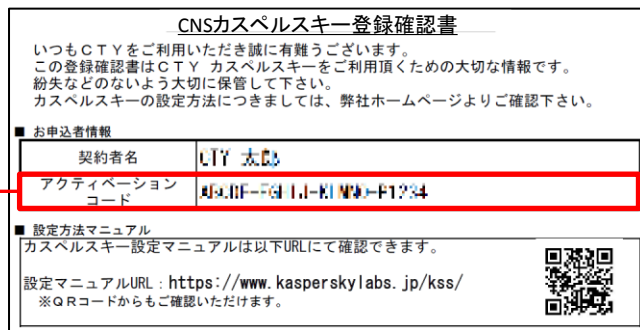 CNSカスペルスキー登録確認書
いつもCTYをご利用いただき誠に有難うございます。
この登録確認書はCTY カスペルスキーをご利用頂くための大切な情報です。
紛失などのないよう大切に保管して下さい。
カスペルスキーの設定方法につきましては、弊社ホームページよりご確認下さい。
■ お申込者情報
契約者名 CTY 太郎
アクティベーション
コード
■ 設定方法マニュアル
カスペルスキー設定マニュアルは以下URLにて確認できます。
設定マニュアルURL：https://www.kasperskylabs.jp/kss/
※QRコードからもご確認いただけます。